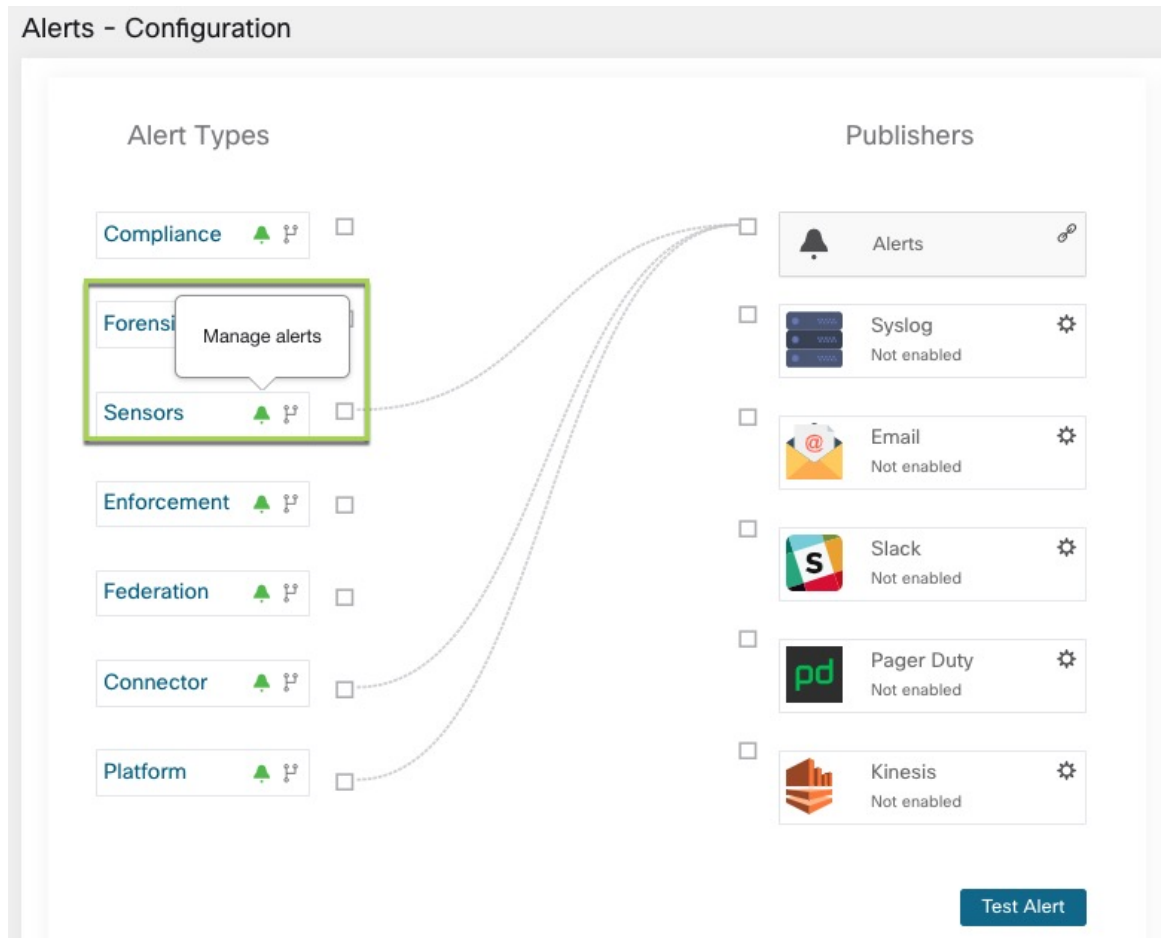 Alerts - Configuration
Alert Types
Publishers
Compliance
Forensi
Manage alerts
Sensors
Enforcement
Federation
Connector
Platform
Alerts
Syslog
Not enabled
@
Email
Not enabled
S
Slack
Not enabled
pd
Pager Duty
Not enabled
Kinesis
Not enabled
Test Alert